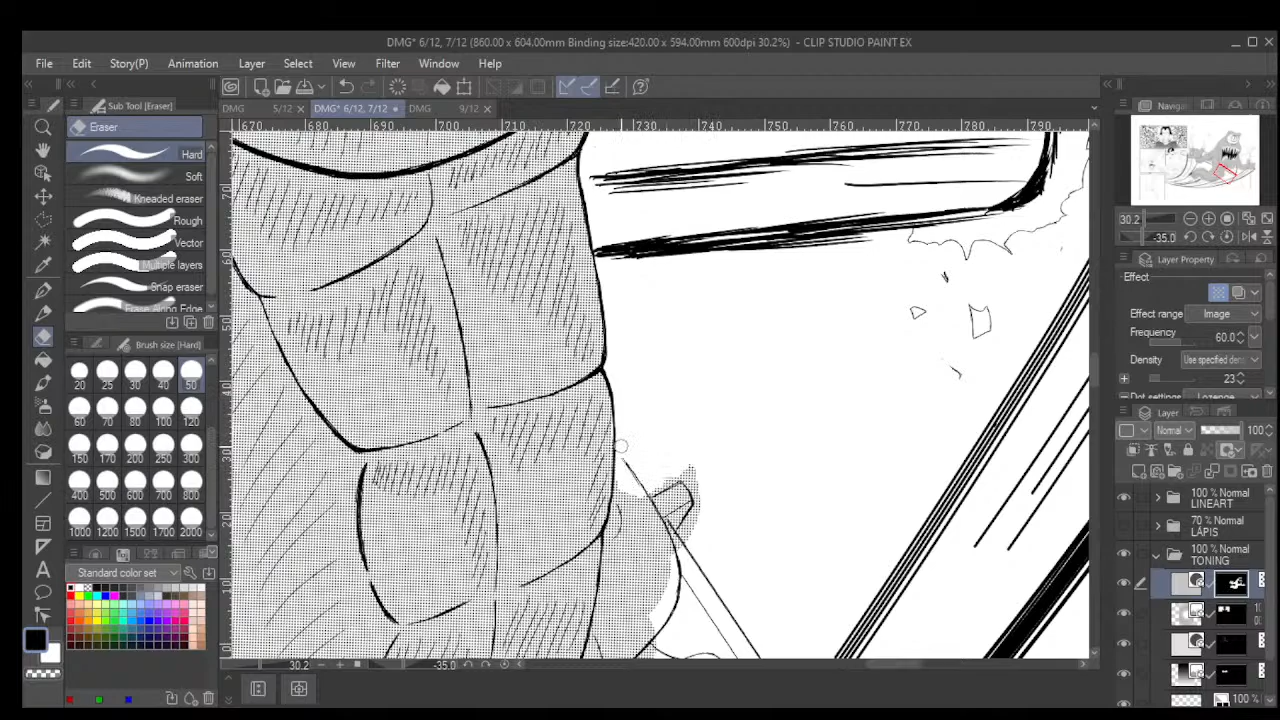 DMG* 6/12, 7/12 (860.00 x 604.00mm Binding size:420.00 x 594.00mm 600dpi 30.2%) - CLIP STUDIO PAINT EX
File Edit Story(P) Animation Layer Select View Filter Window Help
Sub Tool [Eraser]
DMG 5/12 DMG* 6/12, 7/12 DMG 9/12
Navigat
Eraser
670 680 690 700 710 720 730 740 750 760 770 780 790
Hard
Soft
Kneaded eraser
Rough
Vector
Multiple layers
Snap eraser
Erase Along Edge
30.2
-35.0
Layer Property
Effect
Effect range Image
Frequency 60.0
Density Use specified dens
23
Dot settings Lozenge
Brush size [Hard]
20 25 30 40 50
60 70 80 100 120
150 170 200 250 300
400 500 600 700 800
1000 1200 1500 1700 2000
Layer
Normal 100
100 % Normal
LINEART
70 % Normal
LAPIS
100 % Normal
TONING
Standard color set
100 %
30.2 -35.0